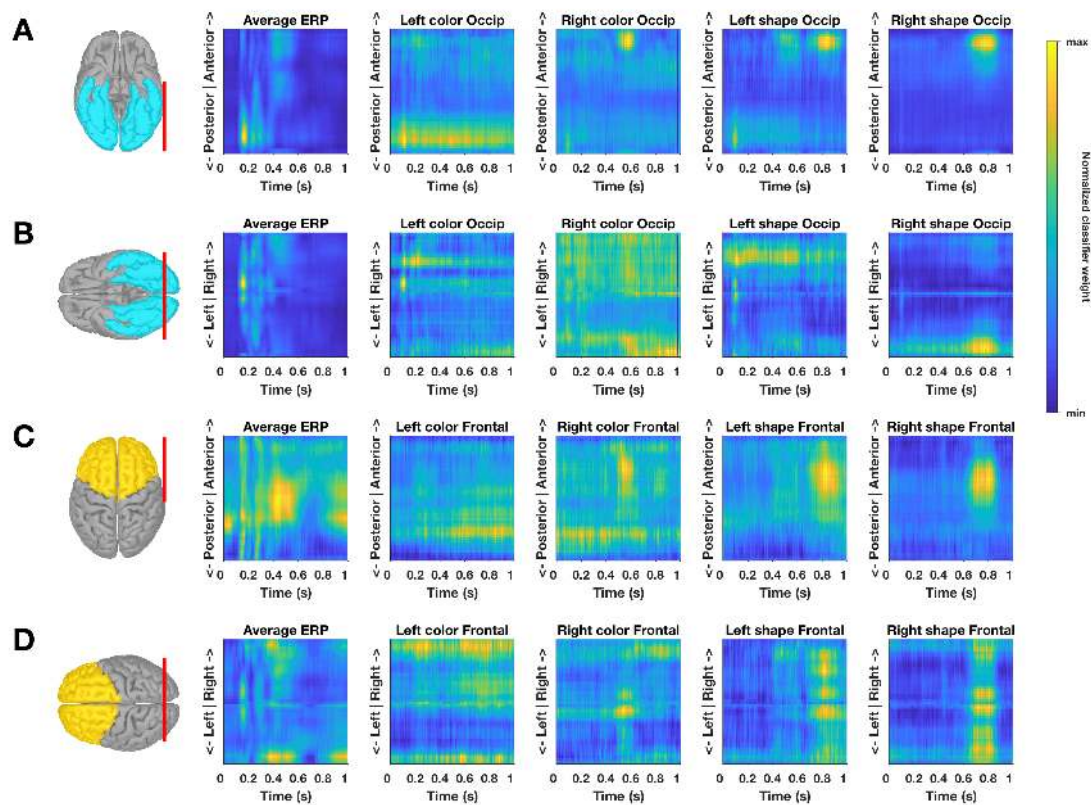 A
Average ERP
Left color Occip
Right color Occip
Left shape Occip
Right shape Occip
<- Posterior | Anterior ->
<- Posterior | Anterior ->
<- Posterior | Anterior ->
<- Posterior | Anterior ->
<- Posterior | Anterior ->
0 0.2 0.4 0.6 0.8 1
0 0.2 0.4 0.6 0.8 1
0 0.2 0.4 0.6 0.8 1
0 0.2 0.4 0.6 0.8 1
0 0.2 0.4 0.6 0.8 1
Time (s)
Time (s)
Time (s)
Time (s)
Time (s)
max
Normalized classifier weight
min
B
Average ERP
Left color Occip
Right color Occip
Left shape Occip
Right shape Occip
<- Left | Right ->
<- Left | Right ->
<- Left | Right ->
<- Left | Right ->
<- Left | Right ->
0 0.2 0.4 0.6 0.8 1
0 0.2 0.4 0.6 0.8 1
0 0.2 0.4 0.6 0.8 1
0 0.2 0.4 0.6 0.8 1
0 0.2 0.4 0.6 0.8 1
Time (s)
Time (s)
Time (s)
Time (s)
Time (s)
C
Average ERP
Left color Frontal
Right color Frontal
Left shape Frontal
Right shape Frontal
<- Posterior | Anterior ->
<- Posterior | Anterior ->
<- Posterior | Anterior ->
<- Posterior | Anterior ->
<- Posterior | Anterior ->
0 0.2 0.4 0.6 0.8 1
0 0.2 0.4 0.6 0.8 1
0 0.2 0.4 0.6 0.8 1
0 0.2 0.4 0.6 0.8 1
0 0.2 0.4 0.6 0.8 1
Time (s)
Time (s)
Time (s)
Time (s)
Time (s)
D
Average ERP
Left color Frontal
Right color Frontal
Left shape Frontal
Right shape Frontal
<- Left | Right ->
<- Left | Right ->
<- Left | Right ->
<- Left | Right ->
<- Left | Right ->
0 0.2 0.4 0.6 0.8 1
0 0.2 0.4 0.6 0.8 1
0 0.2 0.4 0.6 0.8 1
0 0.2 0.4 0.6 0.8 1
0 0.2 0.4 0.6 0.8 1
Time (s)
Time (s)
Time (s)
Time (s)
Time (s)